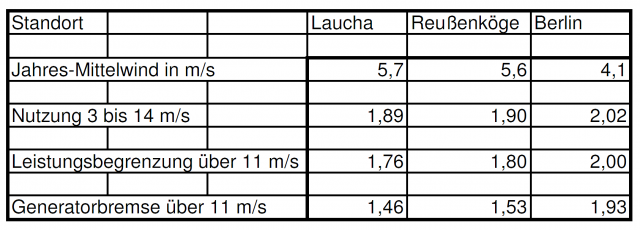 Standort Laucha Reußenköge Berlin
Jahres-Mittelwind in m/s 5,7 5,6 4,1
Nutzung 3 bis 14 m/s 1,89 1,90 2,02
Leistungsbegrenzung über 11 m/s 1,76 1,80 2,00
Generatorbremse über 11 m/s 1,46 1,53 1,93